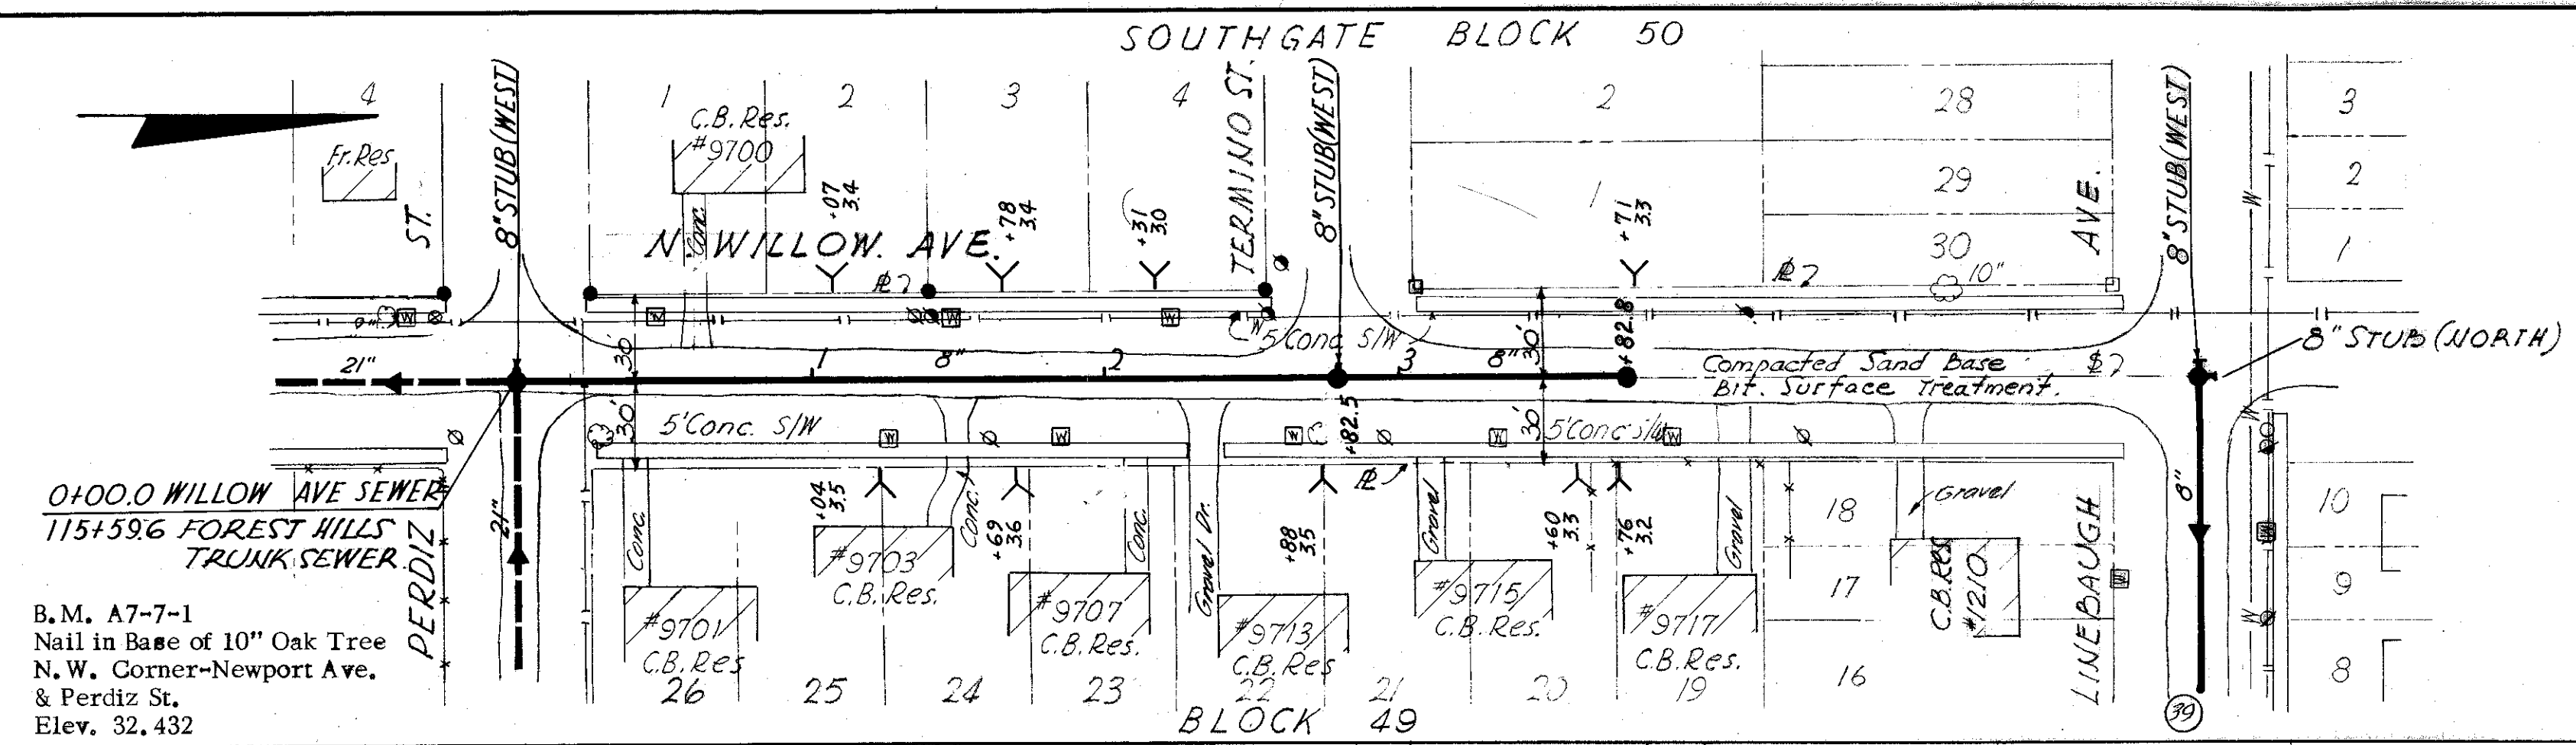 SOUTHGATE BLOCK 50
4
1
2
3
4
2
28
3
Fr.Res.
C.B.Res.
#9700
29
2
30
1
1
ST.
8"STUB(WEST)
TERMINO ST.
8"STUB(WEST)
AVE.
8"STUB(WEST)
+07
3.4
+78
3.4
+31
3.0
+71
3.3
Conc.
N. WILLOW. AVE.
10"
W
W
W
W
W
5'Conc S/W
8" STUB (NORTH)
30'
30'
+82.8
21"
1
8"
2
3
8"
Compacted Sand Base
Bit. Surface Treatment.
30'
30'
+82.5
5'Conc. S/W
W
W
W
W
5'Conc S/W
W
W
0+00.0 WILLOW AVE SEWER
115+59.6 FOREST HILLS
TRUNK SEWER.
PERDIZ
21"
Conc.
+04
3.5
Conc.
+69
3.6
Conc.
Gravel Dr.
+88
3.5
Gravel
+60
3.3
+76
3.2
Gravel
Gravel
8"
#9701
C.B.Res
#9703
C.B.Res.
#9707
C.B.Res.
#9713
C.B.Res
#9715
C.B.Res.
#9717
C.B.Res.
C.B.Res
#1210
LINEBAUGH
W
W
W
W
18
17
16
10
9
8
26
25
24
23
22
21
20
19
BLOCK 49
39
B.M. A7-7-1
Nail in Base of 10" Oak Tree
N.W. Corner-Newport Ave.
& Perdiz St.
Elev. 32.432